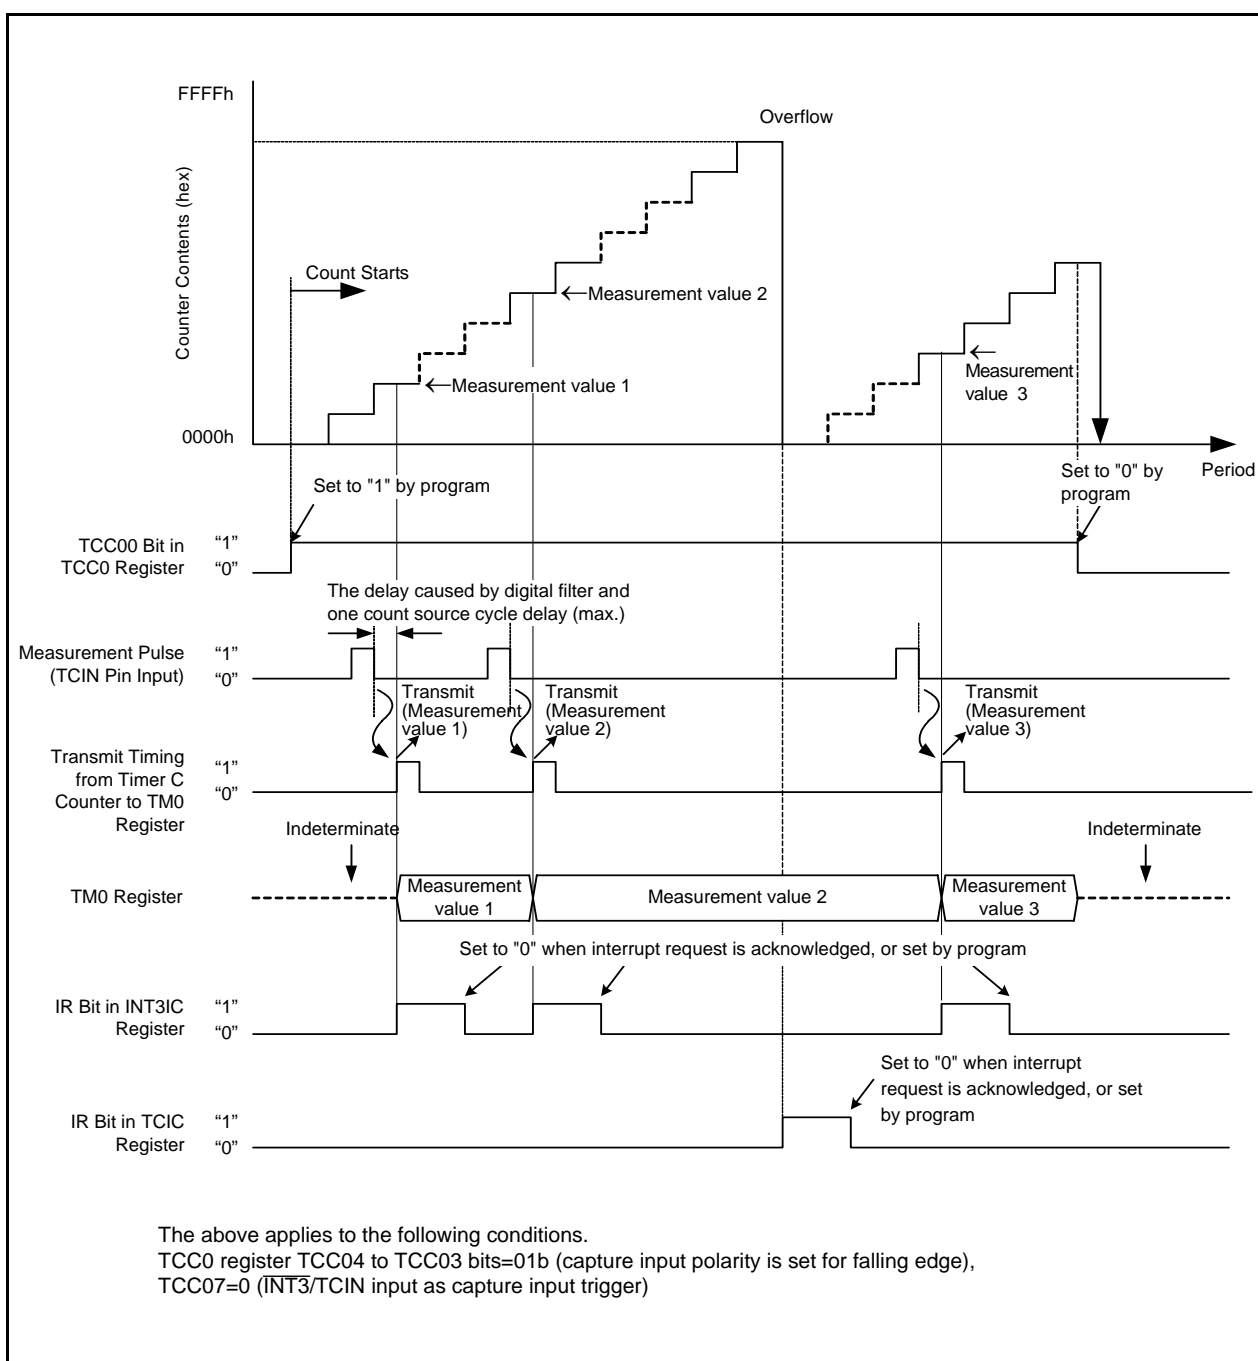 FFFFh
Overflow
Counter Contents (hex)
Count Starts
Measurement value 2
Measurement value 1
Measurement
value 3
0000h
Period
Set to "1" by program
Set to "0" by
program
TCC00 Bit in
TCC0 Register
“1”
“0”
The delay caused by digital filter and
one count source cycle delay (max.)
Measurement Pulse
(TCIN Pin Input)
“1”
“0”
Transmit
(Measurement
value 1)
Transmit
(Measurement
value 2)
Transmit
(Measurement
value 3)
Transmit Timing
from Timer C
Counter to TM0
Register
“1”
“0”
Indeterminate
Indeterminate
TM0 Register
Measurement
value 1
Measurement value 2
Measurement
value 3
Set to "0" when interrupt request is acknowledged, or set by program
IR Bit in INT3IC
Register
“1”
“0”
Set to "0" when interrupt
request is acknowledged, or set
by program
IR Bit in TCIC
Register
“1”
“0”
The above applies to the following conditions.
TCC0 register TCC04 to TCC03 bits=01b (capture input polarity is set for falling edge),
TCC07=0 (INT3/TCIN input as capture input trigger)